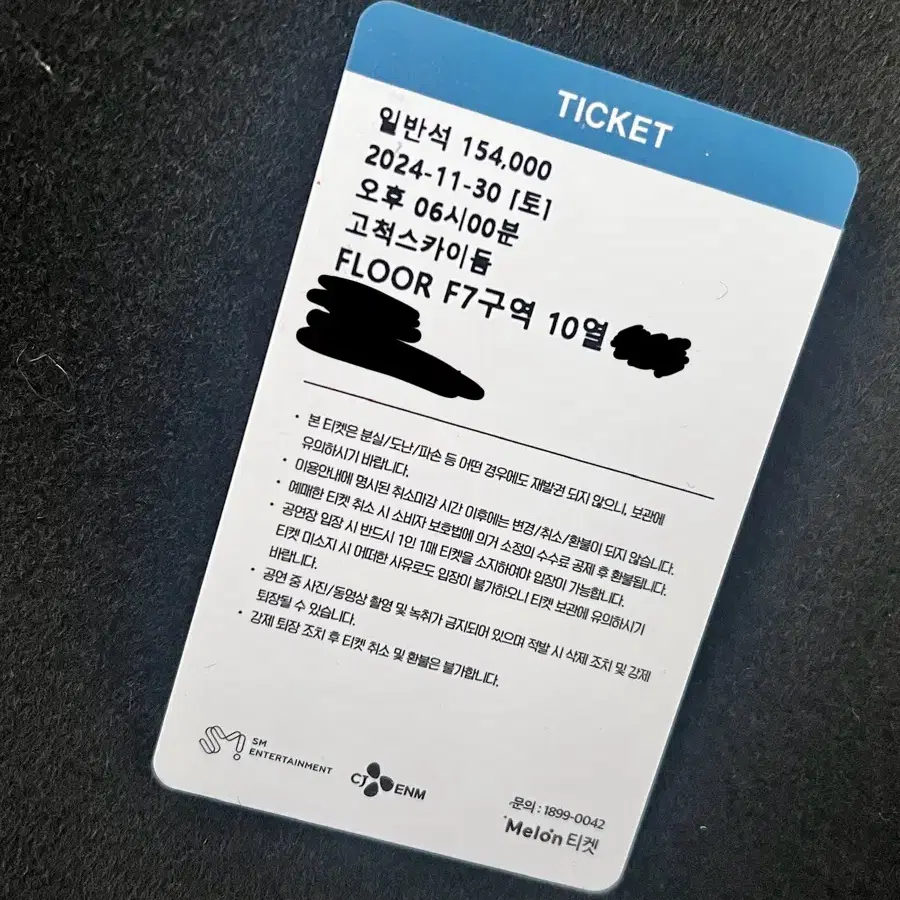 TICKET
일반석 154,000
2024-11-30 [토]
오후 06시00분
고척스카이돔
FLOOR F7구역 10열
• 본 티켓은 분실/도난/파손 등 어떤 경우에도 재발권 되지 않으니, 보관에
유의하시기 바랍니다.
• 이용안내에 명시된 취소마감 시간 이후에는 변경/취소/환불이 되지 않습니다.
• 예매한 티켓 취소 시 소비자 보호법에 의거 소정의 수수료 공제 후 환불됩니다.
• 공연장 입장 시 반드시 1인 1매 티켓을 소지하여야 입장이 가능합니다.
티켓 미소지 시 어떠한 사유로도 입장이 불가하오니 티켓 보관에 유의하시기
바랍니다.
• 공연 중 사진/동영상 촬영 및 녹취가 금지되어 있으며 적발 시 삭제 조치 및 강제
퇴장될 수 있습니다.
• 강제 퇴장 조치 후 티켓 취소 및 환불은 불가합니다.
SM
ENTERTAINMENT
CJ ENM
문의 : 1899-0042
Melon 티켓